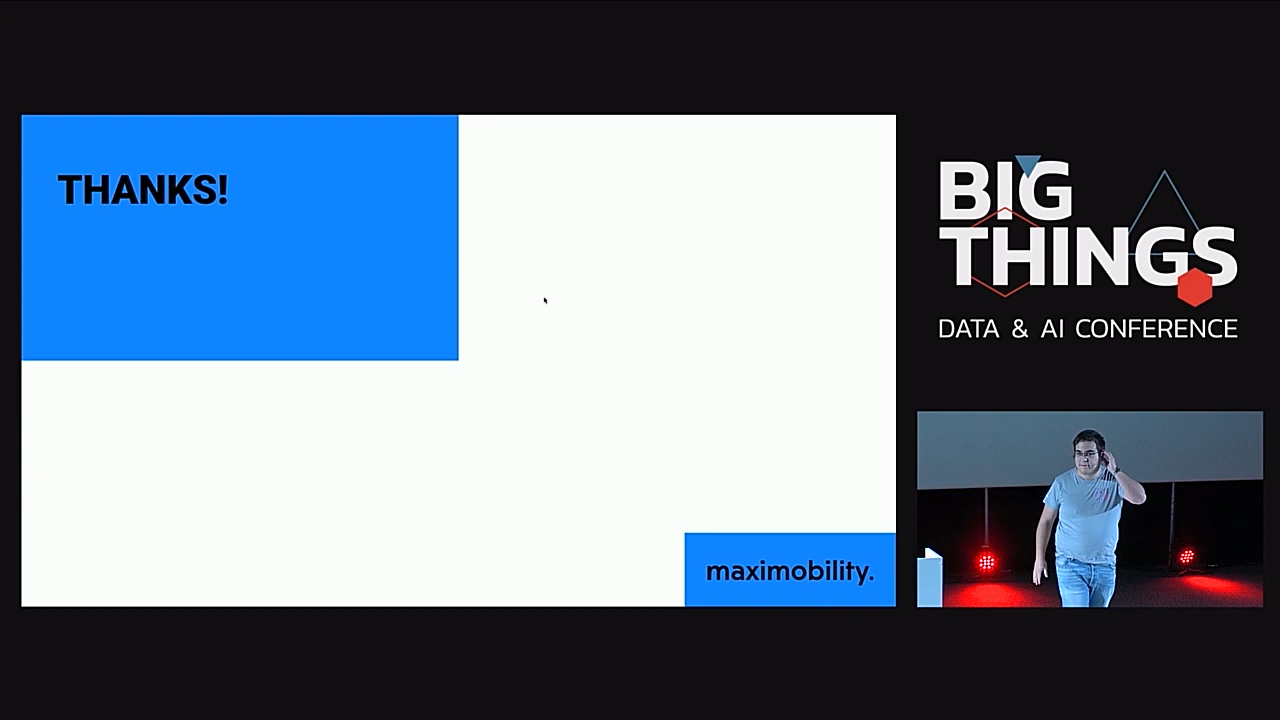 THANKS!
maximobility.
BIG
THINGS
DATA & AI CONFERENCE